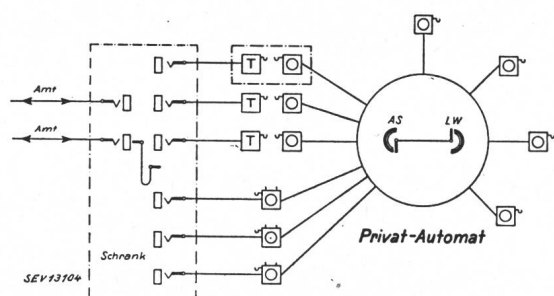 Amt
Amt
T
T
T
AS LW
Schrank
Privat-Automat
SEV13104